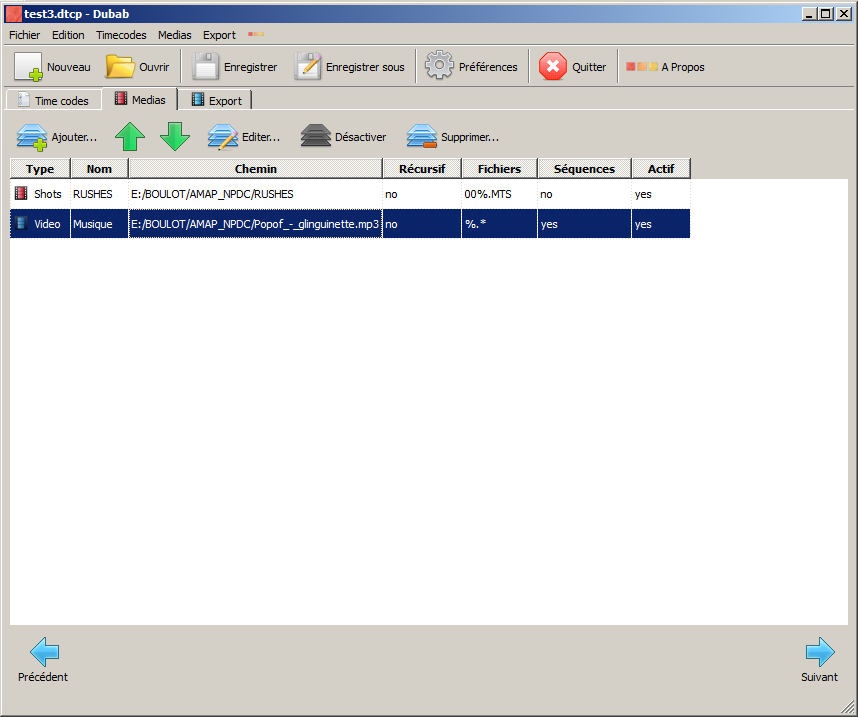 test3.dtcp - Dubab
Fichier Edition Timecodes Medias Export
Nouveau Ouvrir Enregistrer Enregistrer sous Préférences Quitter A Propos
Time codes Medias Export
Ajouter... Editer... Désactiver Supprimer...
Type Nom Chemin Récursif Fichiers Séquences Actif
Shots RUSHES E:/BOULOT/AMAP_NPDC/RUSHES no 00%.MTS no yes
Video Musique E:/BOULOT/AMAP_NPDC/Popof_-_glinguinette.mp3 no %.* yes yes
Précédent Suivant